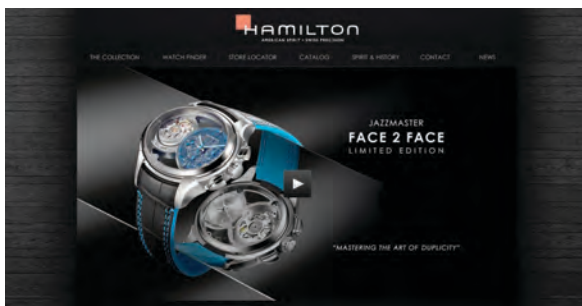 HAMILTON
AMERICAN SPIRIT • SWISS PRECISION
THE COLLECTION WATCH FINDER STORE LOCATOR CATALOG SPIRIT & HISTORY CONTACT NEWS
JAZZMASTER
FACE 2 FACE
LIMITED EDITION
"MASTERING THE ART OF DUPLICITY"